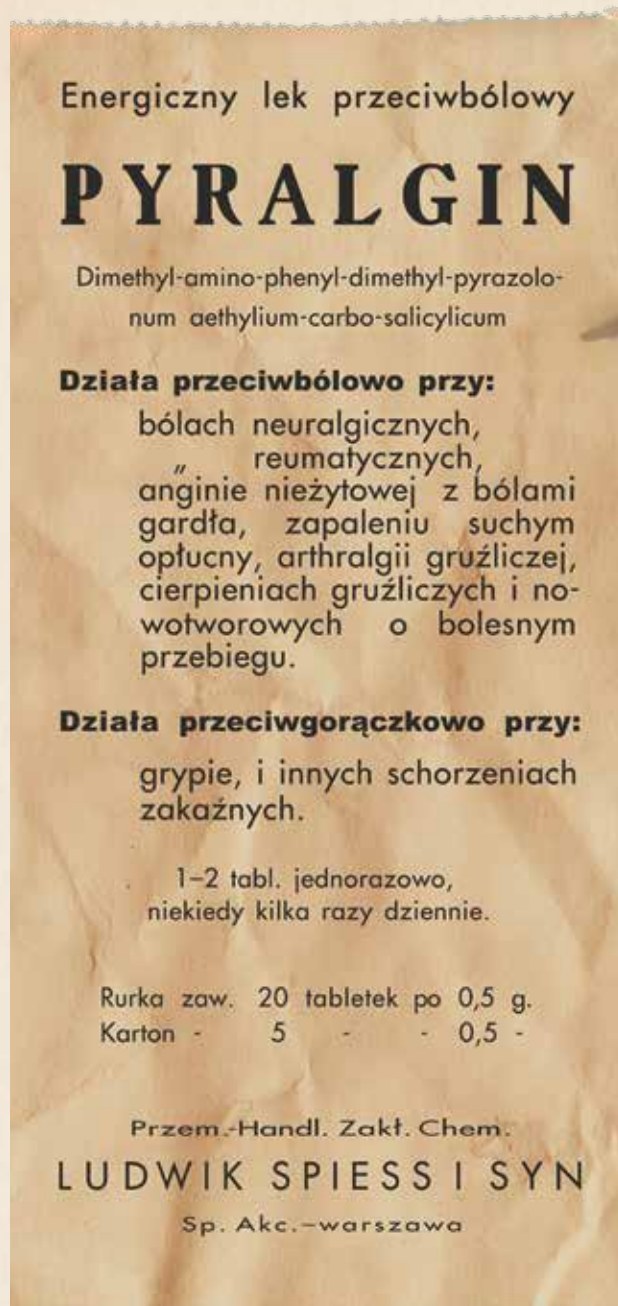 Energiczny lek przeciwbólowy
PYRALGIN
Dimethyl-amino-phenyl-dimethyl-pyrazolo-
num aethylium-carbo-salicylicum
Działa przeciwbólowo przy:
bólach neuralgicznych,
„ reumatycznych,
anginie nieżytowej z bólami
gardła, zapaleniu suchym
opłucny, arthralgii gruźliczej,
cierpieniach gruźliczych i no-
wotworowych o bolesnym
przebiegu.
Działa przeciwgorączkowo przy:
grypie, i innych schorzeniach
zakaźnych.
1–2 tabl. jednorazowo,
niekiedy kilka razy dziennie.
Rurka zaw. 20 tabletek po 0,5 g.
Karton - 5 - - 0,5 -
Przem.-Handl. Zakł. Chem.
LUDWIK SPIESS I SYN
Sp. Akc.–warszawa